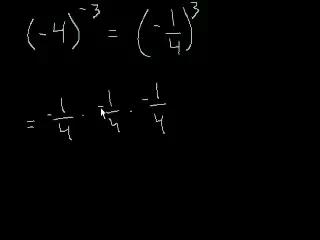 (-4)^-3 = (-1/4)^3
= -1/4 · -1/4 · -1/4